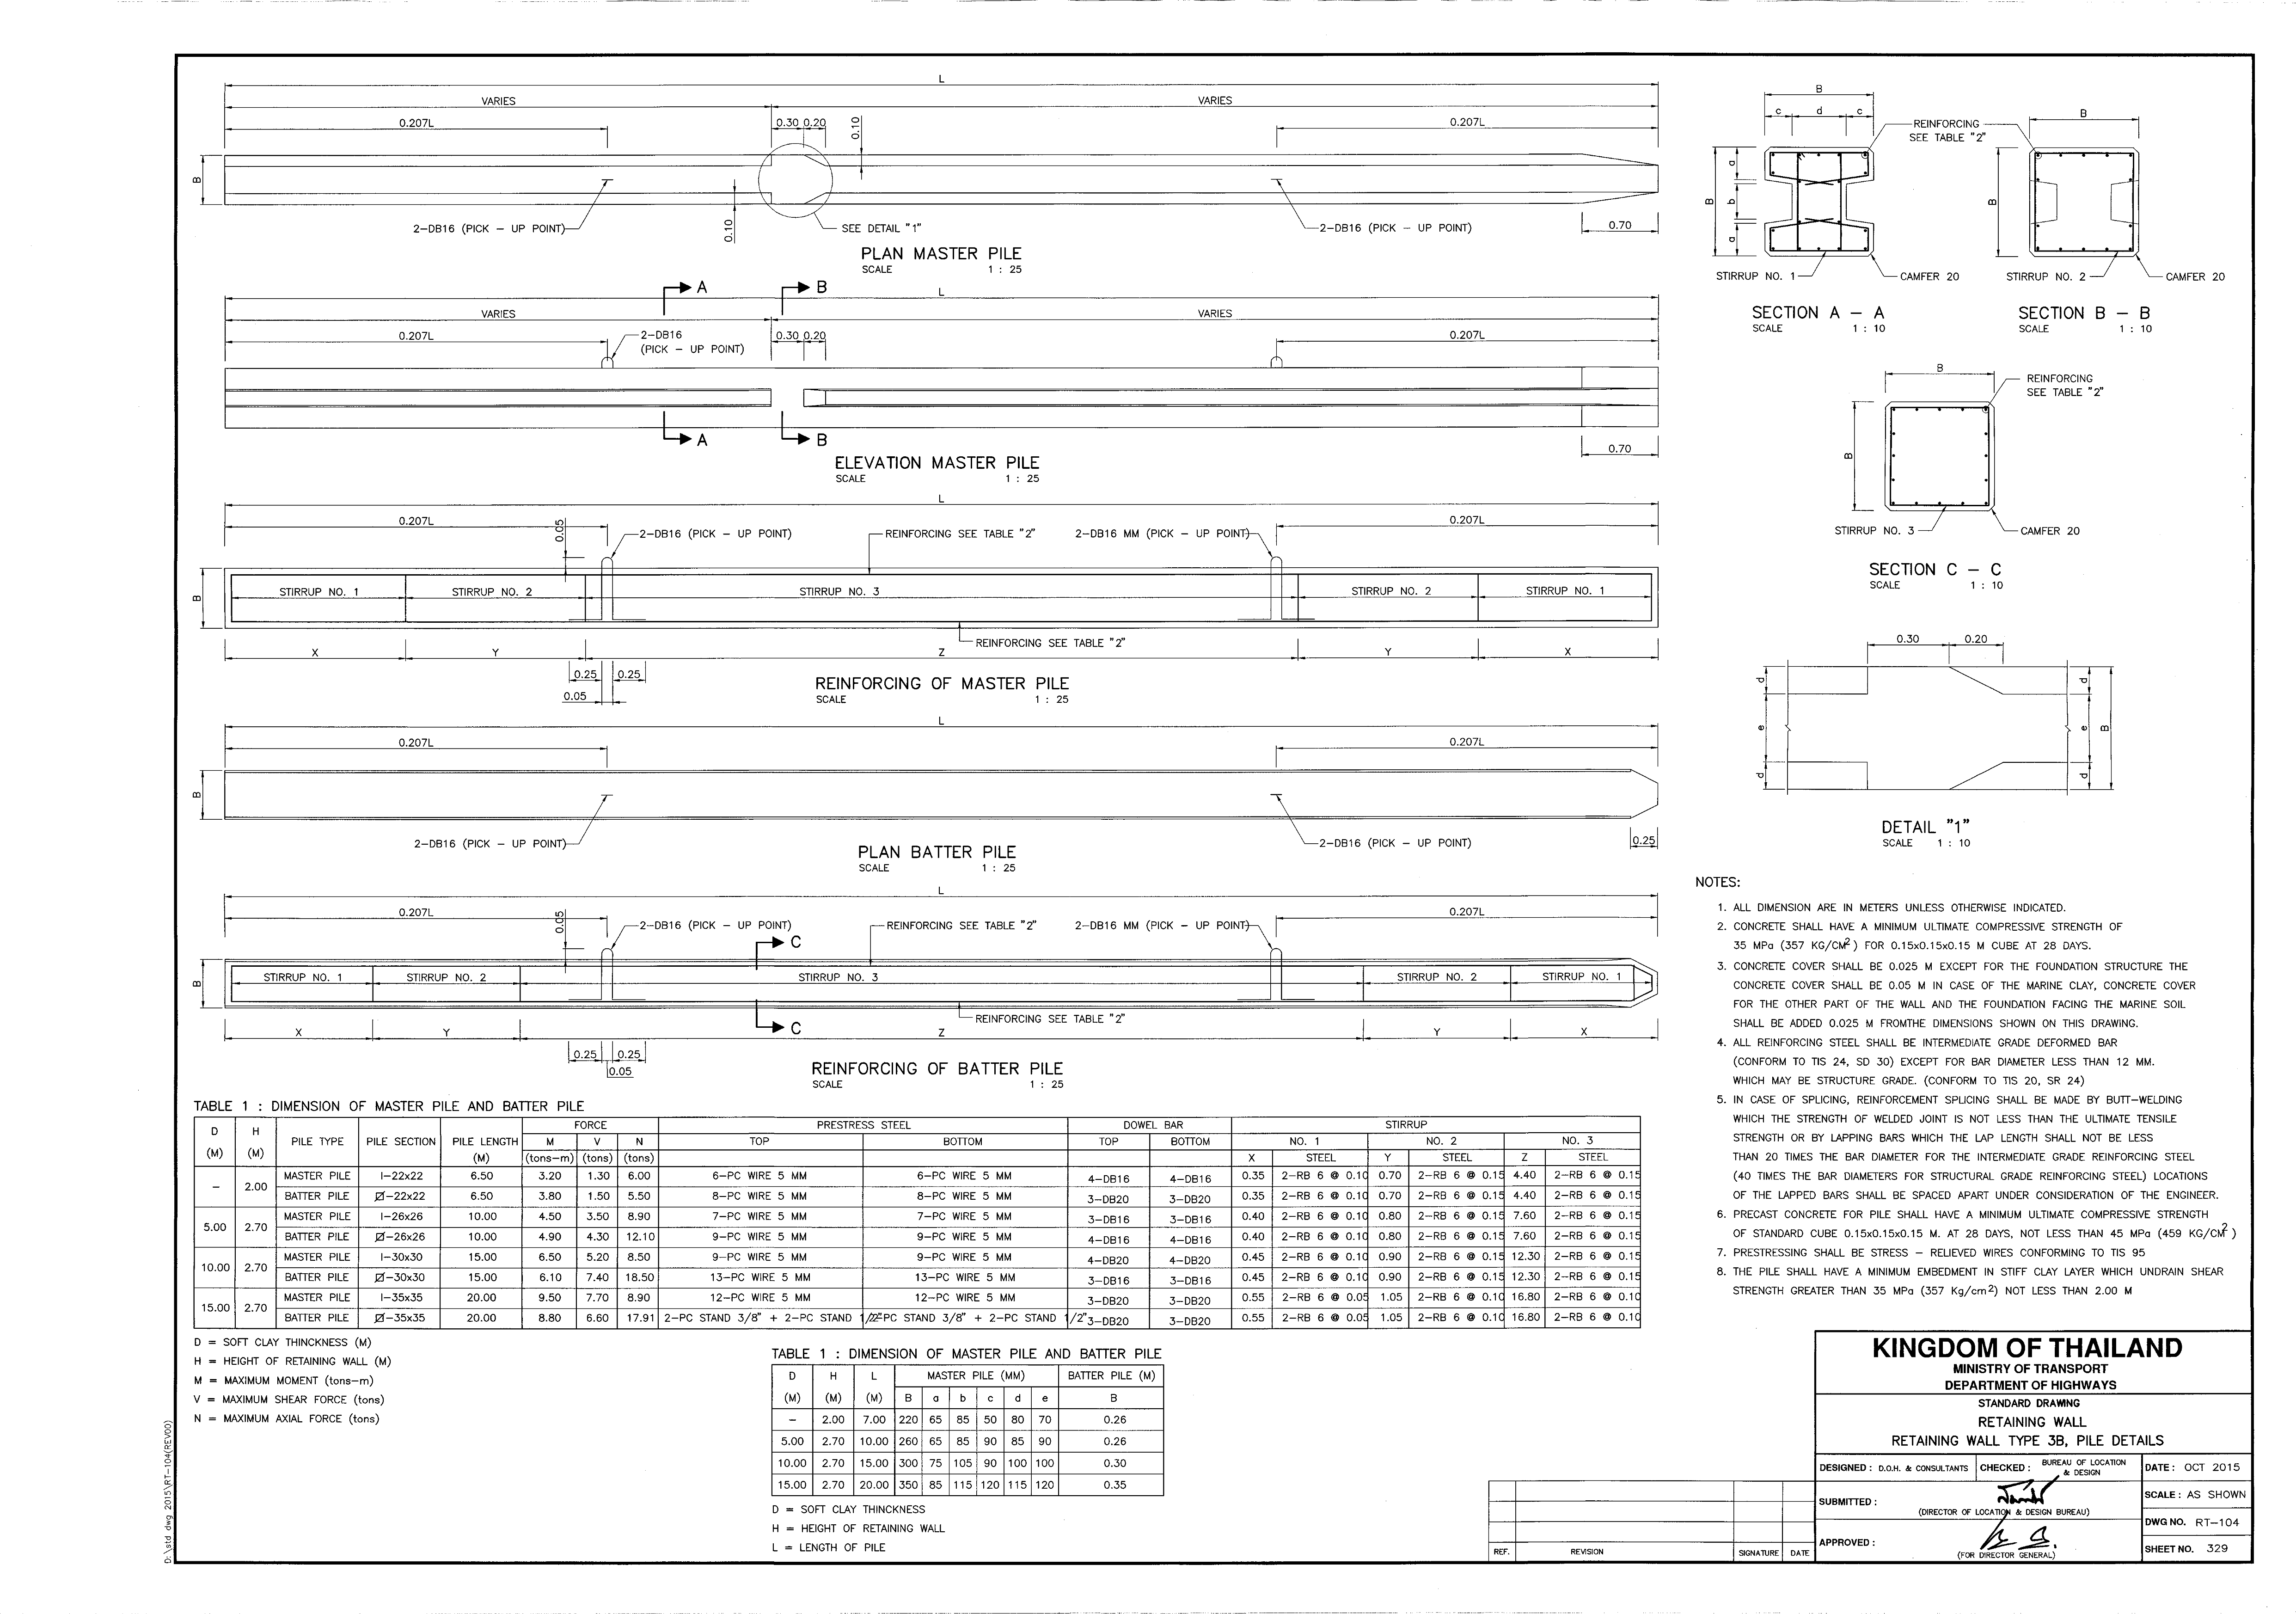 L
VARIES VARIES
0.207L 0.30 0.20 0.10 0.207L
B
2-DB16 (PICK - UP POINT) 0.10 SEE DETAIL "1" 2-DB16 (PICK - UP POINT) 0.70
PLAN MASTER PILE
SCALE 1 : 25
A B
L
VARIES VARIES
0.207L 2-DB16 0.30 0.20 0.207L
(PICK - UP POINT)
A B
0.70
ELEVATION MASTER PILE
SCALE 1 : 25
L
0.207L 0.05 0.207L
2-DB16 (PICK - UP POINT) REINFORCING SEE TABLE "2" 2-DB16 MM (PICK - UP POINT)
B STIRRUP NO. 1 STIRRUP NO. 2 STIRRUP NO. 3 STIRRUP NO. 2 STIRRUP NO. 1
REINFORCING SEE TABLE "2"
X Y Z Y X
0.25 0.25
0.05
REINFORCING OF MASTER PILE
SCALE 1 : 25
L
0.207L 0.207L
B
2-DB16 (PICK - UP POINT) 2-DB16 (PICK - UP POINT) 0.25
PLAN BATTER PILE
SCALE 1 : 25
L
0.207L 0.05 0.207L
2-DB16 (PICK - UP POINT) REINFORCING SEE TABLE "2" 2-DB16 MM (PICK - UP POINT)
C
B STIRRUP NO. 1 STIRRUP NO. 2 STIRRUP NO. 3 STIRRUP NO. 2 STIRRUP NO. 1
REINFORCING SEE TABLE "2"
C
X Y Z Y X
0.25 0.25
0.05
REINFORCING OF BATTER PILE
SCALE 1 : 25
B
c d c
REINFORCING
SEE TABLE "2"
B
B a b a
B
STIRRUP NO. 1 CAMFER 20 STIRRUP NO. 2 CAMFER 20
SECTION A - A
SCALE 1 : 10
SECTION B - B
SCALE 1 : 10
B
REINFORCING
SEE TABLE "2"
B
STIRRUP NO. 3 CAMFER 20
SECTION C - C
SCALE 1 : 10
0.30 0.20
d e d
d e d B
DETAIL "1"
SCALE 1 : 10
NOTES:
1. ALL DIMENSION ARE IN METERS UNLESS OTHERWISE INDICATED.
2. CONCRETE SHALL HAVE A MINIMUM ULTIMATE COMPRESSIVE STRENGTH OF
35 MPa (357 KG/CM2) FOR 0.15x0.15x0.15 M CUBE AT 28 DAYS.
3. CONCRETE COVER SHALL BE 0.025 M EXCEPT FOR THE FOUNDATION STRUCTURE THE
CONCRETE COVER SHALL BE 0.05 M IN CASE OF THE MARINE CLAY, CONCRETE COVER
FOR THE OTHER PART OF THE WALL AND THE FOUNDATION FACING THE MARINE SOIL
SHALL BE ADDED 0.025 M FROMTHE DIMENSIONS SHOWN ON THIS DRAWING.
4. ALL REINFORCING STEEL SHALL BE INTERMEDIATE GRADE DEFORMED BAR
(CONFORM TO TIS 24, SD 30) EXCEPT FOR BAR DIAMETER LESS THAN 12 MM.
WHICH MAY BE STRUCTURE GRADE. (CONFORM TO TIS 20, SR 24)
5. IN CASE OF SPLICING, REINFORCEMENT SPLICING SHALL BE MADE BY BUTT-WELDING
WHICH THE STRENGTH OF WELDED JOINT IS NOT LESS THAN THE ULTIMATE TENSILE
STRENGTH OR BY LAPPING BARS WHICH THE LAP LENGTH SHALL NOT BE LESS
THAN 20 TIMES THE BAR DIAMETER FOR THE INTERMEDIATE GRADE REINFORCING STEEL
(40 TIMES THE BAR DIAMETERS FOR STRUCTURAL GRADE REINFORCING STEEL) LOCATIONS
OF THE LAPPED BARS SHALL BE SPACED APART UNDER CONSIDERATION OF THE ENGINEER.
6. PRECAST CONCRETE FOR PILE SHALL HAVE A MINIMUM ULTIMATE COMPRESSIVE STRENGTH
OF STANDARD CUBE 0.15x0.15x0.15 M. AT 28 DAYS, NOT LESS THAN 45 MPa (459 KG/CM2)
7. PRESTRESSING SHALL BE STRESS - RELIEVED WIRES CONFORMING TO TIS 95
8. THE PILE SHALL HAVE A MINIMUM EMBEDMENT IN STIFF CLAY LAYER WHICH UNDRAIN SHEAR
STRENGTH GREATER THAN 35 MPa (357 Kg/cm2) NOT LESS THAN 2.00 M
TABLE 1 : DIMENSION OF MASTER PILE AND BATTER PILE
D H PILE TYPE PILE SECTION PILE LENGTH FORCE PRESTRESS STEEL DOWEL BAR STIRRUP
M V N TOP BOTTOM TOP BOTTOM NO. 1 NO. 2 NO. 3
(M) (M) (M) (tons-m) (tons) (tons) X STEEL Y STEEL Z STEEL
- 2.00 MASTER PILE I-22x22 6.50 3.20 1.30 6.00 6-PC WIRE 5 MM 6-PC WIRE 5 MM 4-DB16 4-DB16 0.35 2-RB 6 @ 0.10 0.70 2-RB 6 @ 0.15 4.40 2-RB 6 @ 0.15
BATTER PILE ⌀-22x22 6.50 3.80 1.50 5.50 8-PC WIRE 5 MM 8-PC WIRE 5 MM 3-DB20 3-DB20 0.35 2-RB 6 @ 0.10 0.70 2-RB 6 @ 0.15 4.40 2-RB 6 @ 0.15
5.00 2.70 MASTER PILE I-26x26 10.00 4.50 3.50 8.90 7-PC WIRE 5 MM 7-PC WIRE 5 MM 3-DB16 3-DB16 0.40 2-RB 6 @ 0.10 0.80 2-RB 6 @ 0.15 7.60 2-RB 6 @ 0.15
BATTER PILE ⌀-26x26 10.00 4.90 4.30 12.10 9-PC WIRE 5 MM 9-PC WIRE 5 MM 4-DB16 4-DB16 0.40 2-RB 6 @ 0.10 0.80 2-RB 6 @ 0.15 7.60 2-RB 6 @ 0.15
10.00 2.70 MASTER PILE I-30x30 15.00 6.50 5.20 8.50 9-PC WIRE 5 MM 9-PC WIRE 5 MM 4-DB20 4-DB20 0.45 2-RB 6 @ 0.10 0.90 2-RB 6 @ 0.15 12.30 2-RB 6 @ 0.15
BATTER PILE ⌀-30x30 15.00 6.10 7.40 18.50 13-PC WIRE 5 MM 13-PC WIRE 5 MM 3-DB16 3-DB16 0.45 2-RB 6 @ 0.10 0.90 2-RB 6 @ 0.15 12.30 2-RB 6 @ 0.15
15.00 2.70 MASTER PILE I-35x35 20.00 9.50 7.70 8.90 12-PC WIRE 5 MM 12-PC WIRE 5 MM 3-DB20 3-DB20 0.55 2-RB 6 @ 0.05 1.05 2-RB 6 @ 0.10 16.80 2-RB 6 @ 0.10
BATTER PILE ⌀-35x35 20.00 8.80 6.60 17.91 2-PC STAND 3/8" + 2-PC STAND 1/2" 2-PC STAND 3/8" + 2-PC STAND 1/2" 3-DB20 3-DB20 0.55 2-RB 6 @ 0.05 1.05 2-RB 6 @ 0.10 16.80 2-RB 6 @ 0.10
D = SOFT CLAY THINCKNESS (M)
H = HEIGHT OF RETAINING WALL (M)
M = MAXIMUM MOMENT (tons-m)
V = MAXIMUM SHEAR FORCE (tons)
N = MAXIMUM AXIAL FORCE (tons)
TABLE 1 : DIMENSION OF MASTER PILE AND BATTER PILE
D H L MASTER PILE (MM) BATTER PILE (M)
(M) (M) (M) B a b c d e B
- 2.00 7.00 220 65 85 50 80 70 0.26
5.00 2.70 10.00 260 65 85 90 85 90 0.26
10.00 2.70 15.00 300 75 105 90 100 100 0.30
15.00 2.70 20.00 350 85 115 120 115 120 0.35
D = SOFT CLAY THINCKNESS
H = HEIGHT OF RETAINING WALL
L = LENGTH OF PILE
D:\std dwg 2015\RT-104(REV00)
REF. REVISION SIGNATURE DATE
KINGDOM OF THAILAND
MINISTRY OF TRANSPORT
DEPARTMENT OF HIGHWAYS
STANDARD DRAWING
RETAINING WALL
RETAINING WALL TYPE 3B, PILE DETAILS
DESIGNED : D.O.H. & CONSULTANTS CHECKED : BUREAU OF LOCATION & DESIGN DATE : OCT 2015
SUBMITTED : (DIRECTOR OF LOCATION & DESIGN BUREAU) SCALE : AS SHOWN
DWG NO. RT-104
APPROVED : (FOR DIRECTOR GENERAL) SHEET NO. 329